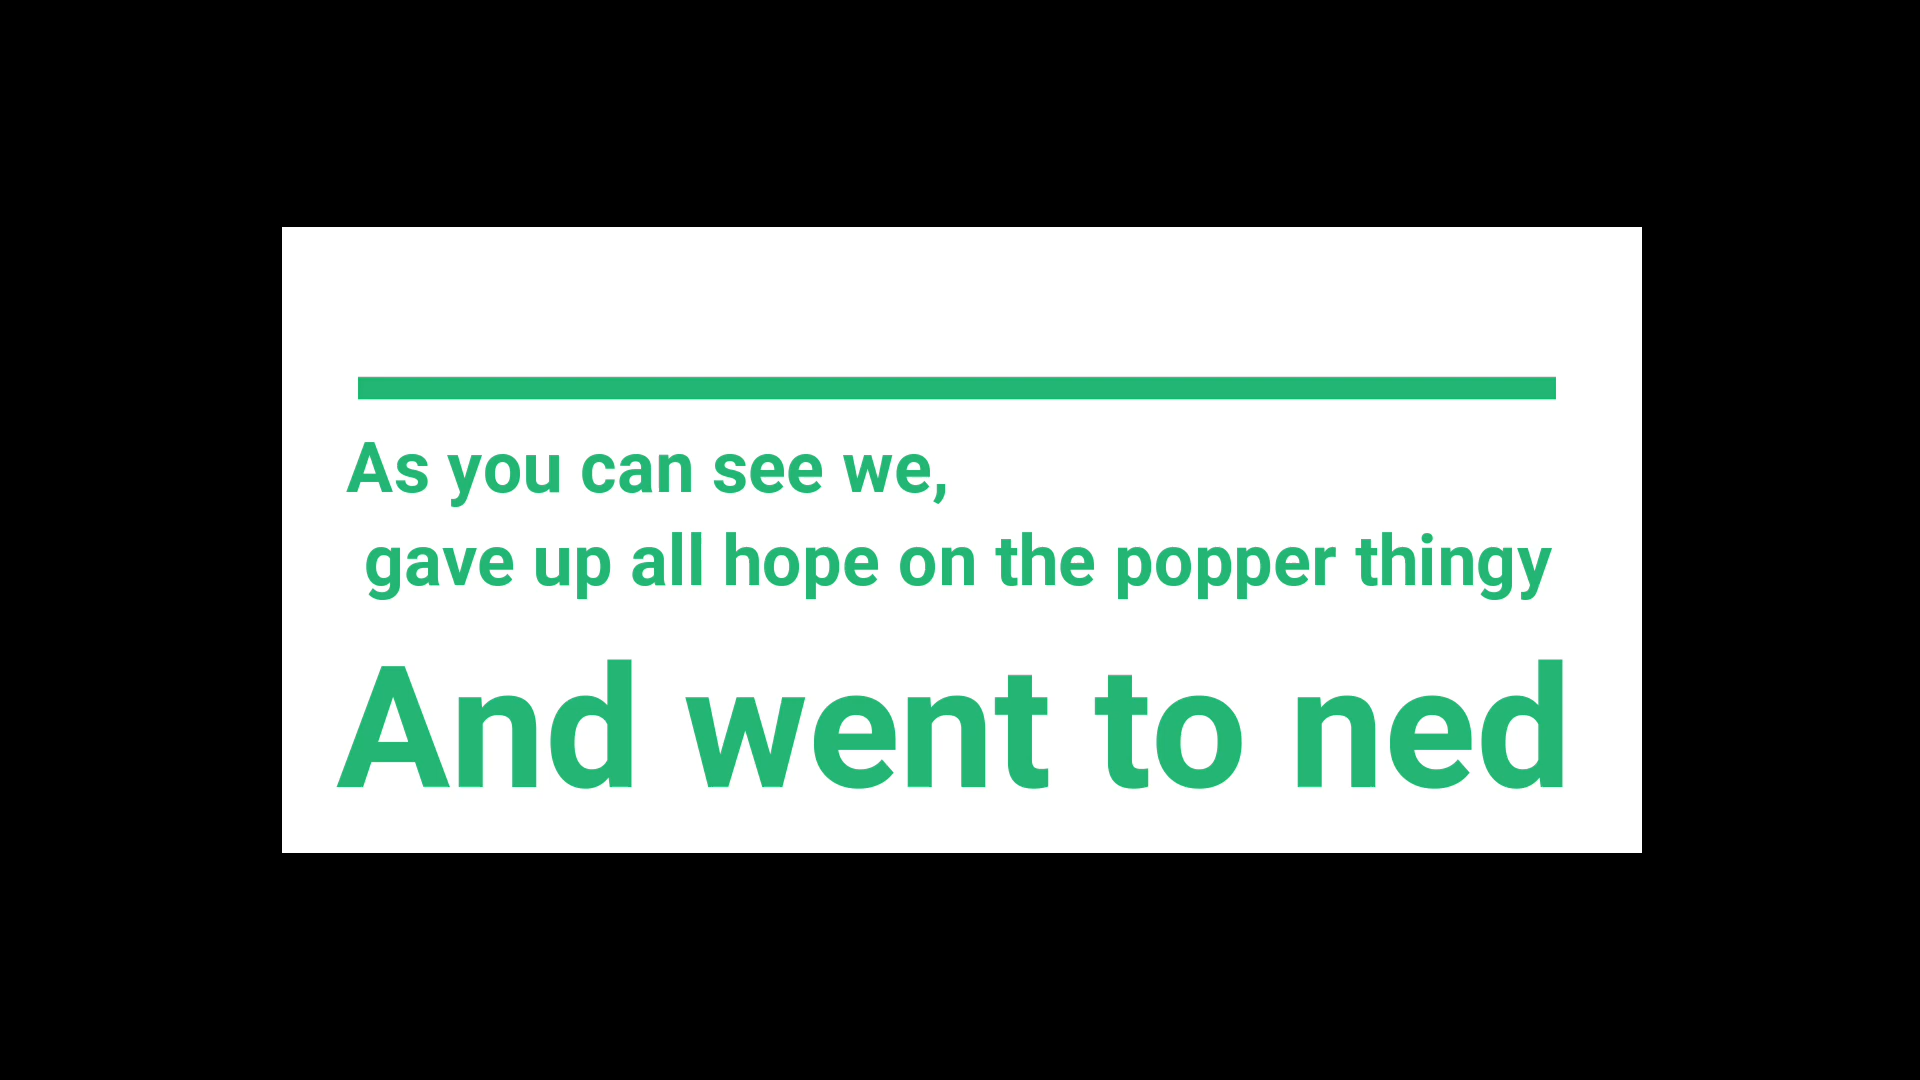 As you can see we,
gave up all hope on the popper thingy
And went to ned